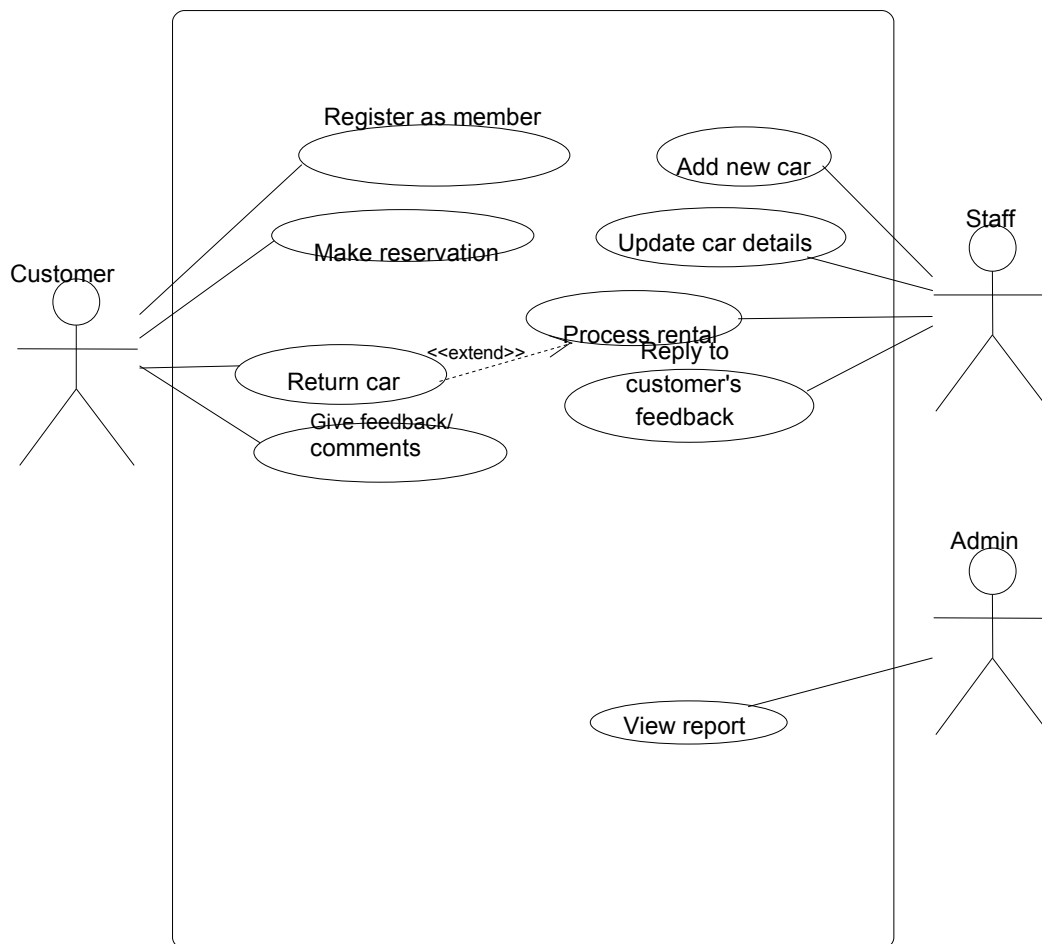 Register as member
Add new car
Staff
Make reservation
Update car details
Customer
Process rental
<<extend>>
Return car
Reply to
customer's
feedback
Give feedback/
comments
Admin
View report